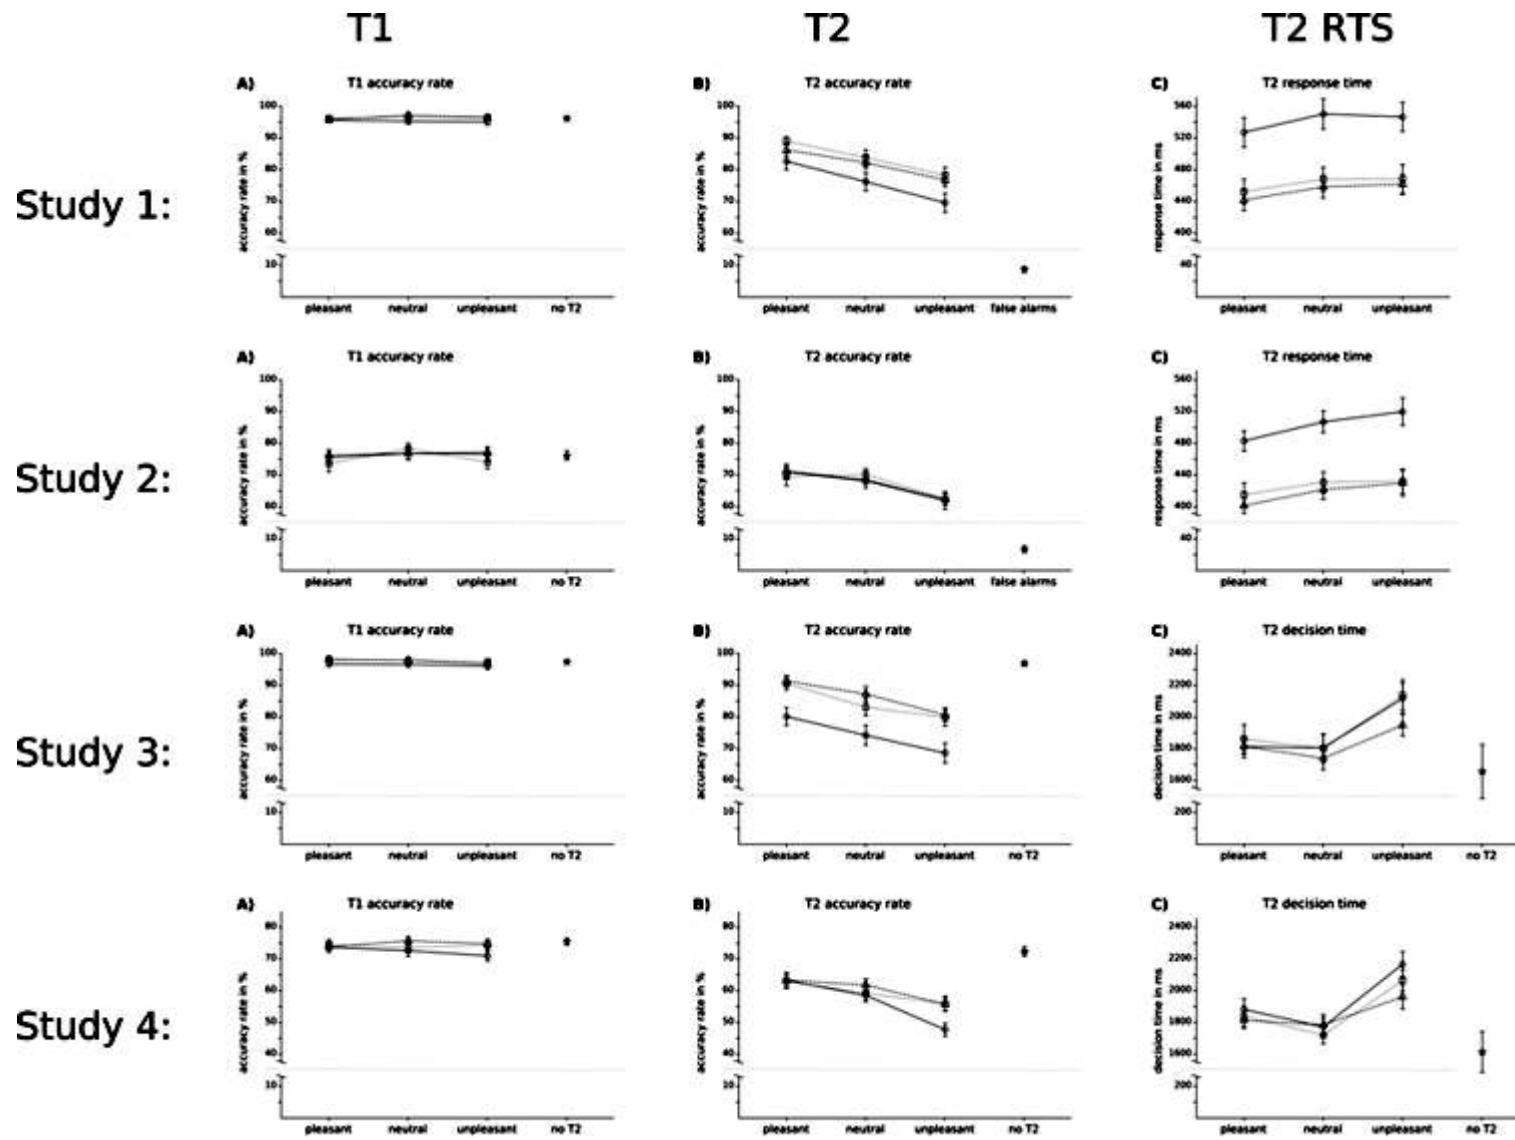 T1 T2 T2 RTS
Study 1:
A) T1 accuracy rate
accuracy rate in %
100
90
80
70
60
10
pleasant neutral unpleasant no T2
B) T2 accuracy rate
accuracy rate in %
100
90
80
70
60
10
pleasant neutral unpleasant false alarms
C) T2 response time
response time in ms
560
520
480
440
400
40
pleasant neutral unpleasant
Study 2:
A) T1 accuracy rate
accuracy rate in %
100
90
80
70
60
10
pleasant neutral unpleasant no T2
B) T2 accuracy rate
accuracy rate in %
100
90
80
70
60
10
pleasant neutral unpleasant false alarms
C) T2 response time
response time in ms
560
520
480
440
400
40
pleasant neutral unpleasant
Study 3:
A) T1 accuracy rate
accuracy rate in %
100
90
80
70
60
10
pleasant neutral unpleasant no T2
B) T2 accuracy rate
accuracy rate in %
100
90
80
70
60
10
pleasant neutral unpleasant no T2
C) T2 decision time
decision time in ms
2400
2200
2000
1800
1600
200
pleasant neutral unpleasant no T2
Study 4:
A) T1 accuracy rate
accuracy rate in %
80
70
60
50
40
10
pleasant neutral unpleasant no T2
B) T2 accuracy rate
accuracy rate in %
80
70
60
50
40
10
pleasant neutral unpleasant no T2
C) T2 decision time
decision time in ms
2400
2200
2000
1800
1600
200
pleasant neutral unpleasant no T2